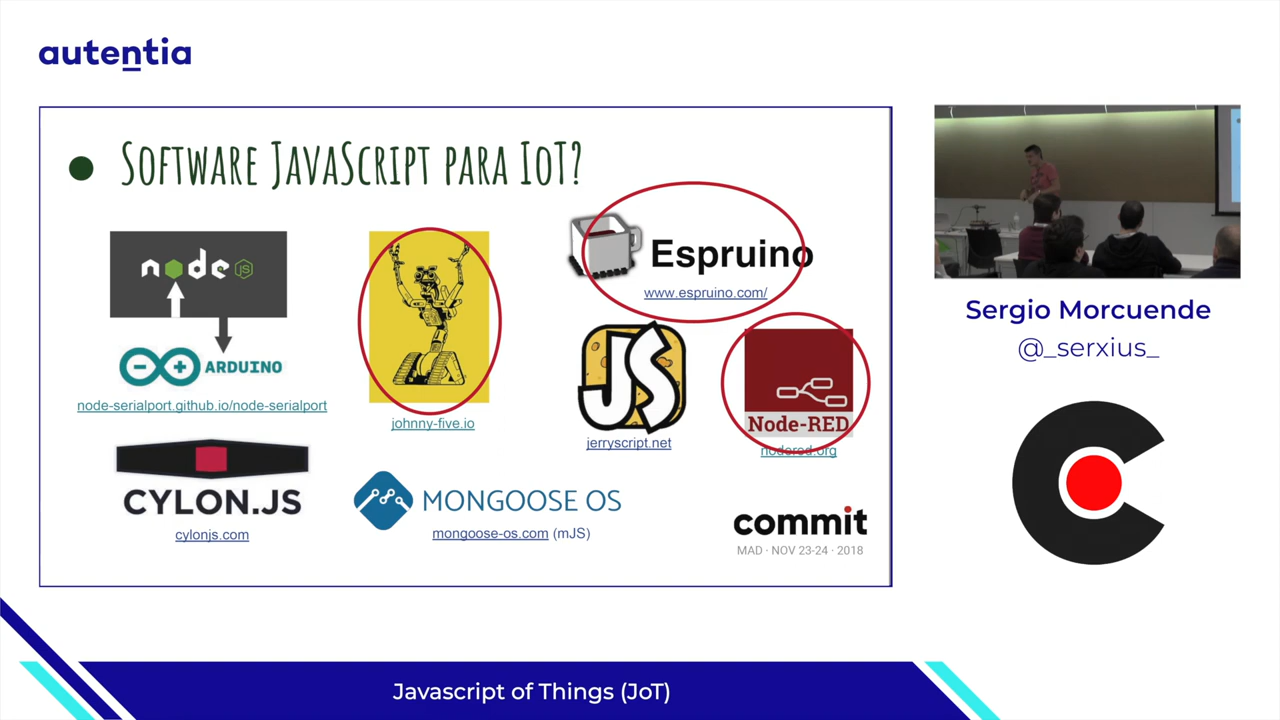 autentia
SOFTWARE JAVASCRIPT PARA IOT?
node JS
ARDUINO
node-serialport.github.io/node-serialport
johnny-five.io
Espruino
www.espruino.com/
JS
jerryscript.net
Node-RED
nodered.org
CYLON.JS
cylonjs.com
MONGOOSE OS
mongoose-os.com (mJS)
commit
MAD · NOV 23-24 · 2018
Sergio Morcuende
@_serxius_
Javascript of Things (JoT)